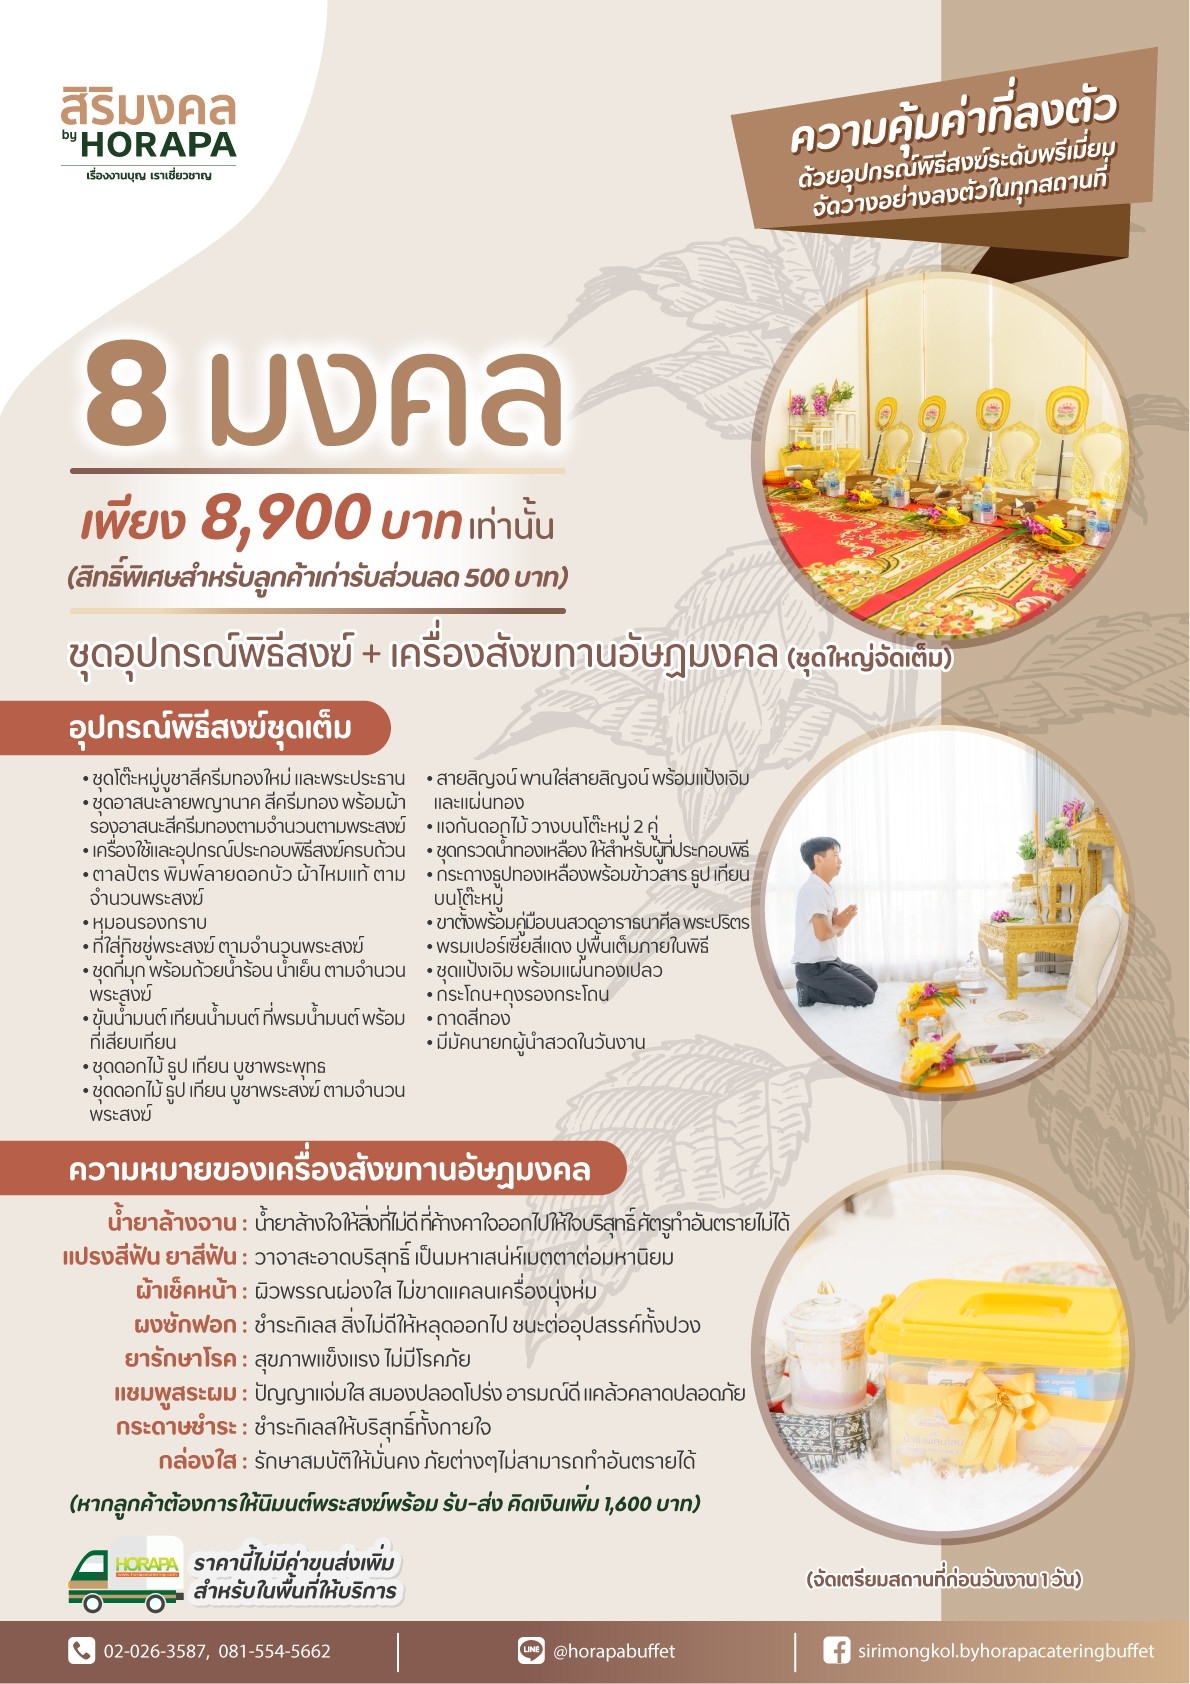 สิริมงคล
by HORAPA
เรื่องงานบุญ เราเชี่ยวชาญ
ความคุ้มค่าที่ลงตัว
ด้วยอุปกรณ์พิธีสงฆ์ระดับพรีเมี่ยม
จัดวางอย่างลงตัวในทุกสถานที่
8 มงคล
เพียง 8,900 บาท เท่านั้น
(สิทธิ์พิเศษสำหรับลูกค้าเก่ารับส่วนลด 500 บาท)
ชุดอุปกรณ์พิธีสงฆ์ + เครื่องสังฆทานอัษฎมงคล (ชุดใหญ่จัดเต็ม)
อุปกรณ์พิธีสงฆ์ชุดเต็ม
• ชุดโต๊ะหมู่บูชาสีครีมทองใหม่ และพระประธาน
• ชุดอาสนะลายพญานาค สีครีมทอง พร้อมผ้า
รองอาสนะสีครีมทองตามจำนวนตามพระสงฆ์
• เครื่องใช้และอุปกรณ์ประกอบพิธีสงฆ์ครบถ้วน
• ตาลปัตร พิมพ์ลายดอกบัว ผ้าไหมแท้ ตาม
จำนวนพระสงฆ์
• หมอนรองกราบ
• ที่ใส่ทิชชู่พระสงฆ์ ตามจำนวนพระสงฆ์
• ชุดกี๋มุก พร้อมถ้วยน้ำร้อน น้ำเย็น ตามจำนวน
พระสงฆ์
• ขันน้ำมนต์ เทียนน้ำมนต์ ที่พรมน้ำมนต์ พร้อม
ที่เสียบเทียน
• ชุดดอกไม้ ธูป เทียน บูชาพระพุทธ
• ชุดดอกไม้ ธูป เทียน บูชาพระสงฆ์ ตามจำนวน
พระสงฆ์
• สายสิญจน์ พานใส่สายสิญจน์ พร้อมแป้งเจิม
และแผ่นทอง
• แจกันดอกไม้ วางบนโต๊ะหมู่ 2 คู่
• ชุดกรวดน้ำทองเหลือง ให้สำหรับผู้ที่ประกอบพิธี
• กระถางธูปทองเหลืองพร้อมข้าวสาร ธูป เทียน
บนโต๊ะหมู่
• ขาตั้งพร้อมคู่มือบนสวดอาราธนาศีล พระปริตร
• พรมเปอร์เซียสีแดง ปูพื้นเต็มภายในพิธี
• ชุดแป้งเจิม พร้อมแผ่นทองเปลว
• กระโถน+ถุงรองกระโถน
• ถาดสีทอง
• มีมัคนายกผู้นำสวดในวันงาน
ความหมายของเครื่องสังฆทานอัษฎมงคล
น้ำยาล้างจาน : น้ำยาล้างใจให้สิ่งที่ไม่ดี ที่ค้างคาใจออกไปให้ใจบริสุทธิ์ ศัตรูทำอันตรายไม่ได้
แปรงสีฟัน ยาสีฟัน : วาจาสะอาดบริสุทธิ์ เป็นมหาเสน่ห์เมตตาต่อมหานิยม
ผ้าเช็คหน้า : ผิวพรรณผ่องใส ไม่ขาดแคลนเครื่องนุ่งห่ม
ผงซักฟอก : ชำระกิเลส สิ่งไม่ดีให้หลุดออกไป ชนะต่ออุปสรรค์ทั้งปวง
ยารักษาโรค : สุขภาพแข็งแรง ไม่มีโรคภัย
แชมพูสระผม : ปัญญาแจ่มใส สมองปลอดโปร่ง อารมณ์ดี แคล้วคลาดปลอดภัย
กระดาษชำระ : ชำระกิเลสให้บริสุทธิ์ทั้งกายใจ
กล่องใส : รักษาสมบัติให้มั่นคง ภัยต่างๆไม่สามารถทำอันตรายได้
(หากลูกค้าต้องการให้นิมนต์พระสงฆ์พร้อม รับ-ส่ง คิดเงินเพิ่ม 1,600 บาท)
HORAPA
ราคานี้ไม่มีค่าขนส่งเพิ่ม
สำหรับในพื้นที่ให้บริการ
(จัดเตรียมสถานที่ก่อนวันงาน 1 วัน)
02-026-3587, 081-554-5662
LINE @horapabuffet
sirimongkol.byhorapacateringbuffet